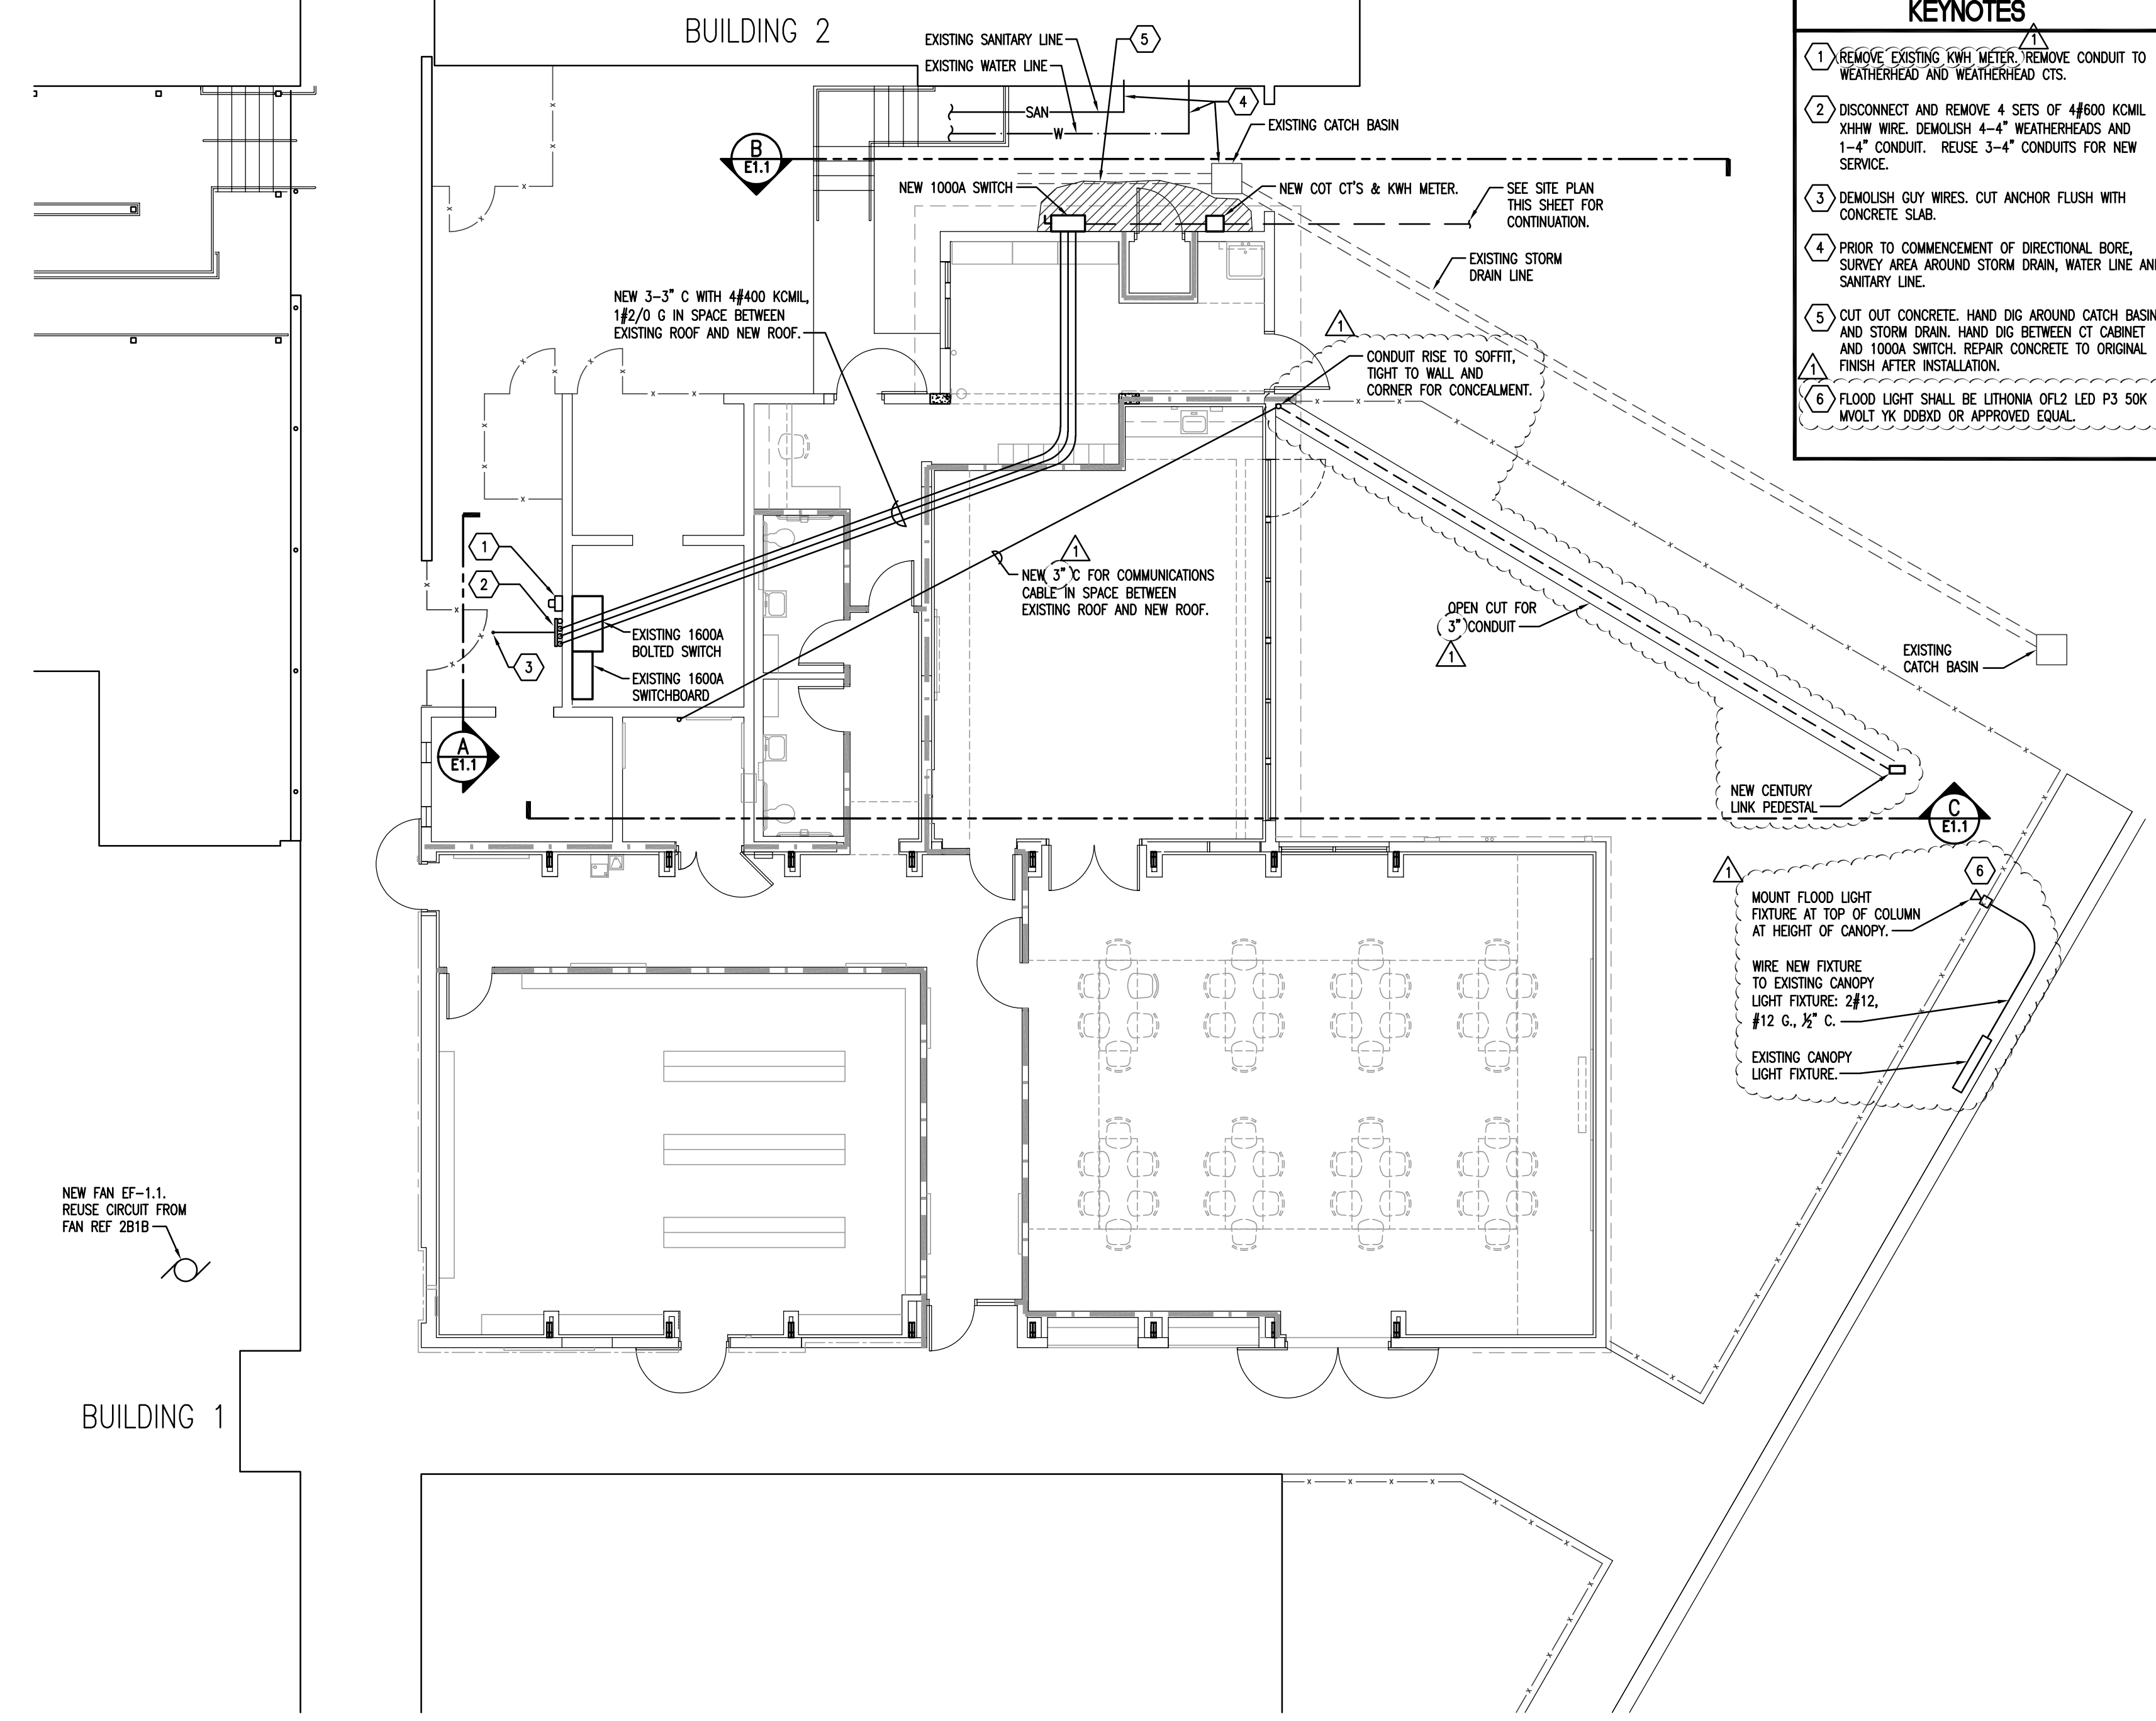 BUILDING 2
EXISTING SANITARY LINE
5
EXISTING WATER LINE
4
SAN
W
EXISTING CATCH BASIN
B
E1.1
NEW 1000A SWITCH
NEW COT CT'S & KWH METER.
SEE SITE PLAN
THIS SHEET FOR
CONTINUATION.
EXISTING STORM
DRAIN LINE
NEW 3-3" C WITH 4#400 KCMIL,
1#2/0 G IN SPACE BETWEEN
EXISTING ROOF AND NEW ROOF.
1
CONDUIT RISE TO SOFFIT,
TIGHT TO WALL AND
CORNER FOR CONCEALMENT.
KEYNOTES
1
1 REMOVE EXISTING KWH METER. REMOVE CONDUIT TO
WEATHERHEAD AND WEATHERHEAD CTS.
2 DISCONNECT AND REMOVE 4 SETS OF 4#600 KCMIL
XHHW WIRE. DEMOLISH 4-4" WEATHERHEADS AND
1-4" CONDUIT. REUSE 3-4" CONDUITS FOR NEW
SERVICE.
3 DEMOLISH GUY WIRES. CUT ANCHOR FLUSH WITH
CONCRETE SLAB.
4 PRIOR TO COMMENCEMENT OF DIRECTIONAL BORE,
SURVEY AREA AROUND STORM DRAIN, WATER LINE AN
SANITARY LINE.
5 CUT OUT CONCRETE. HAND DIG AROUND CATCH BASIN
AND STORM DRAIN. HAND DIG BETWEEN CT CABINET
AND 1000A SWITCH. REPAIR CONCRETE TO ORIGINAL
FINISH AFTER INSTALLATION.
1
6 FLOOD LIGHT SHALL BE LITHONIA OFL2 LED P3 50K
MVOLT YK DDBXD OR APPROVED EQUAL.
1
2
3
EXISTING 1600A
BOLTED SWITCH
EXISTING 1600A
SWITCHBOARD
1
NEW 3" C FOR COMMUNICATIONS
CABLE IN SPACE BETWEEN
EXISTING ROOF AND NEW ROOF.
OPEN CUT FOR
3" CONDUIT
1
EXISTING
CATCH BASIN
A
E1.1
NEW CENTURY
LINK PEDESTAL
C
E1.1
1
6
MOUNT FLOOD LIGHT
FIXTURE AT TOP OF COLUMN
AT HEIGHT OF CANOPY.
WIRE NEW FIXTURE
TO EXISTING CANOPY
LIGHT FIXTURE: 2#12,
#12 G., ½" C.
EXISTING CANOPY
LIGHT FIXTURE.
NEW FAN EF-1.1.
REUSE CIRCUIT FROM
FAN REF 2B1B
BUILDING 1